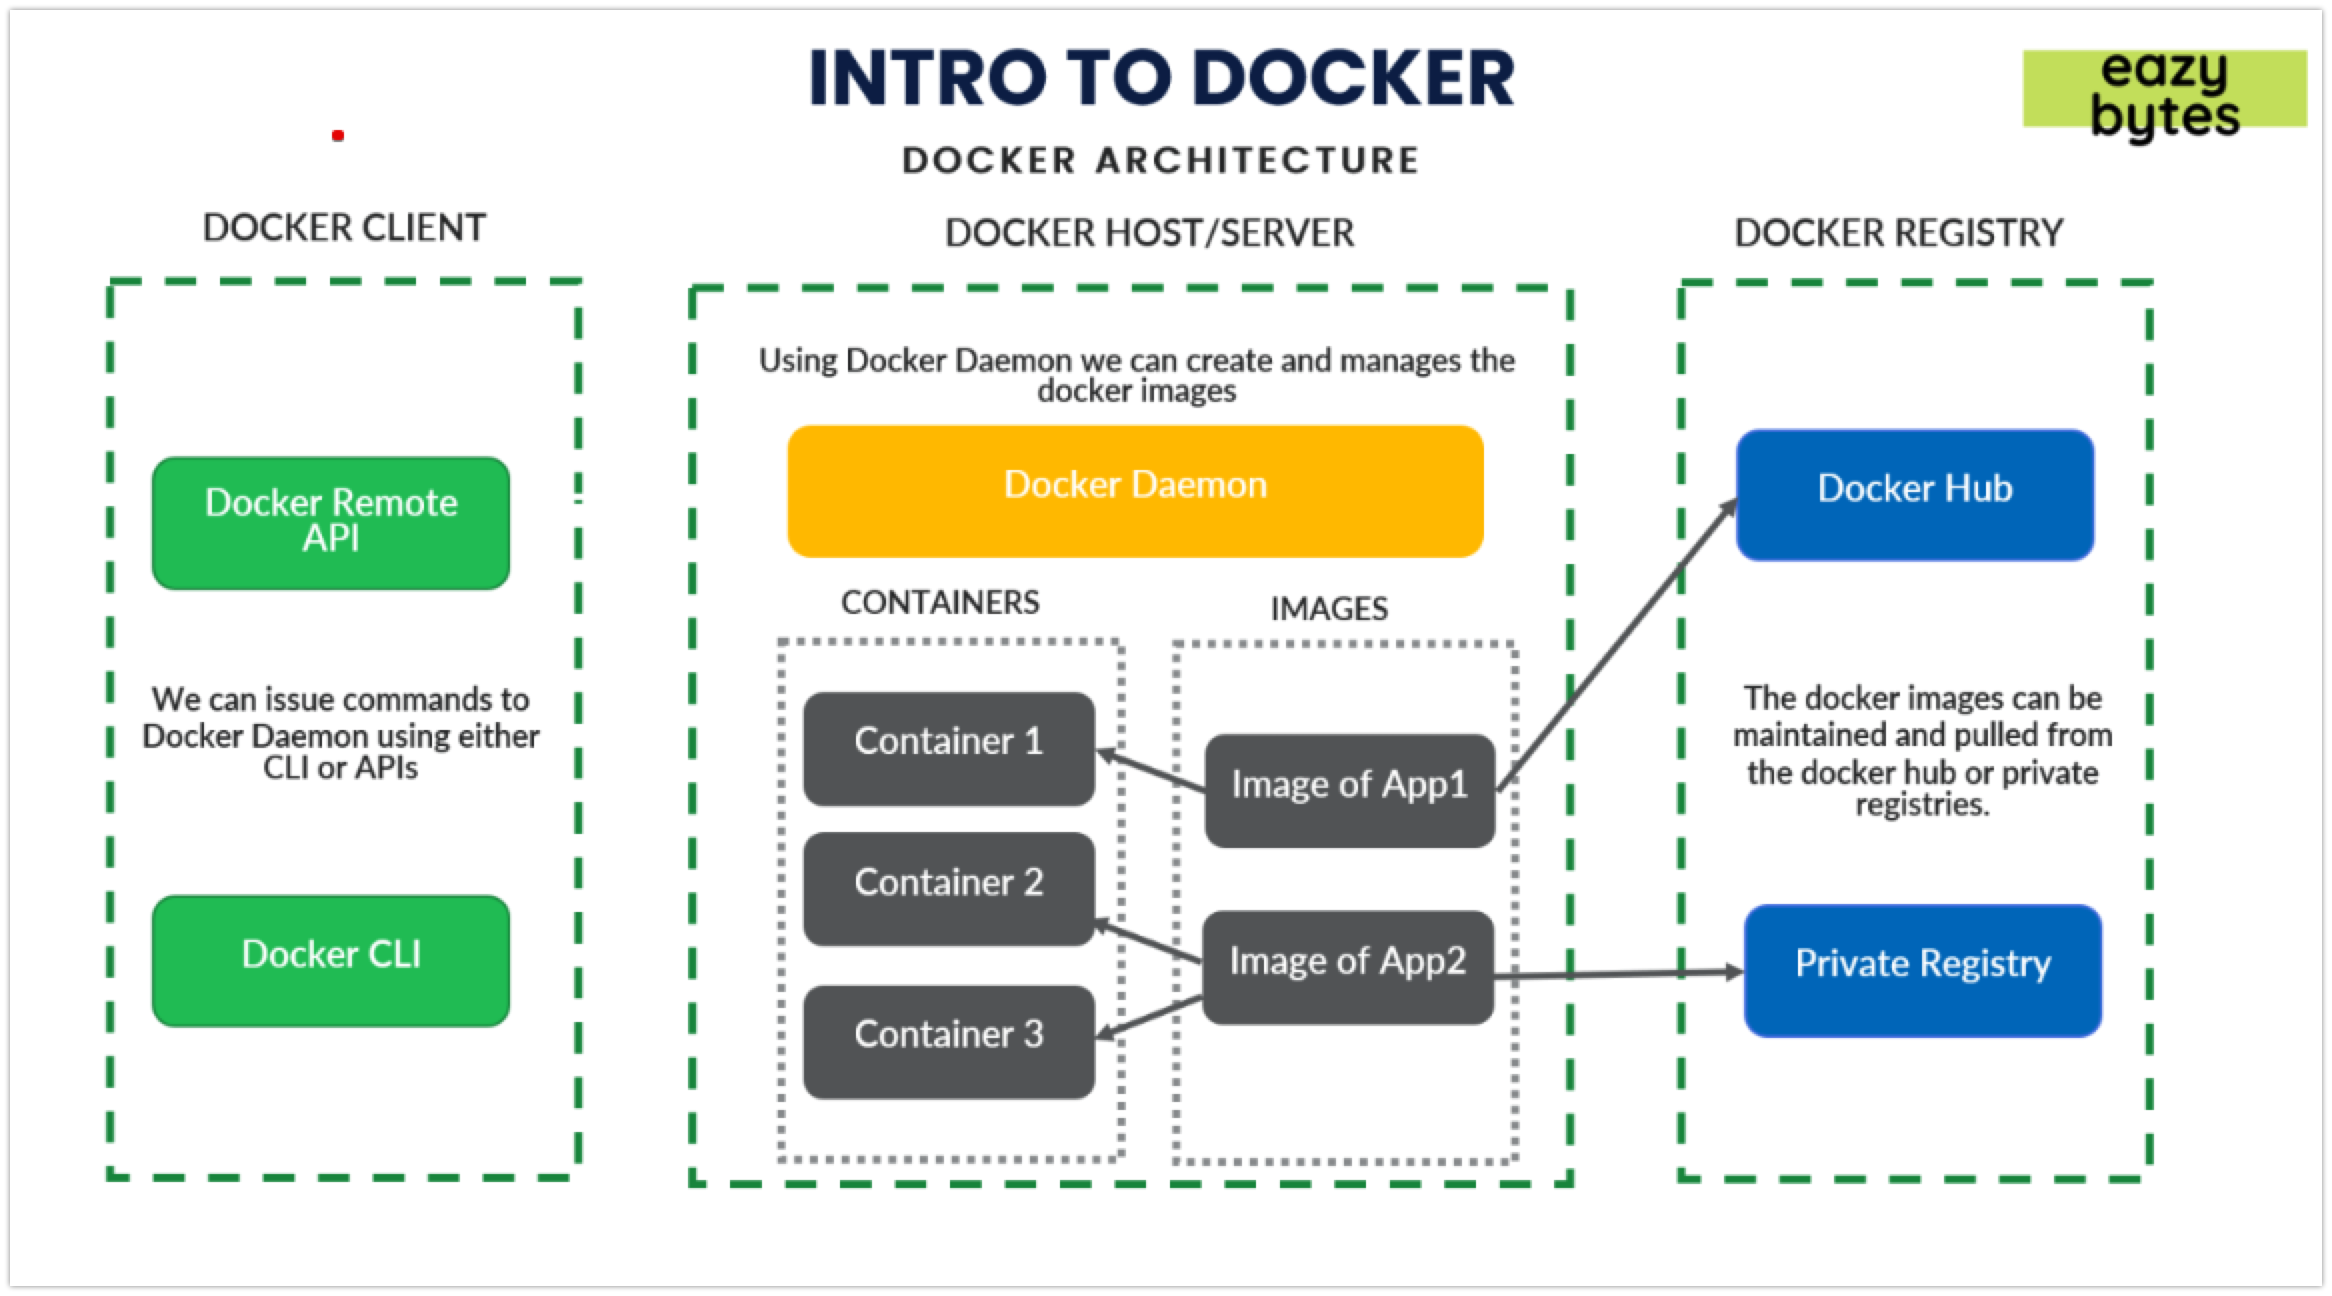 INTRO TO DOCKER
eazy
bytes
DOCKER ARCHITECTURE
DOCKER CLIENT
Docker Remote
API
We can issue commands to
Docker Daemon using either
CLI or APIs
Docker CLI
DOCKER HOST/SERVER
Using Docker Daemon we can create and manages the
docker images
Docker Daemon
CONTAINERS
Container 1
Container 2
Container 3
IMAGES
Image of App1
Image of App2
DOCKER REGISTRY
Docker Hub
The docker images can be
maintained and pulled from
the docker hub or private
registries.
Private Registry